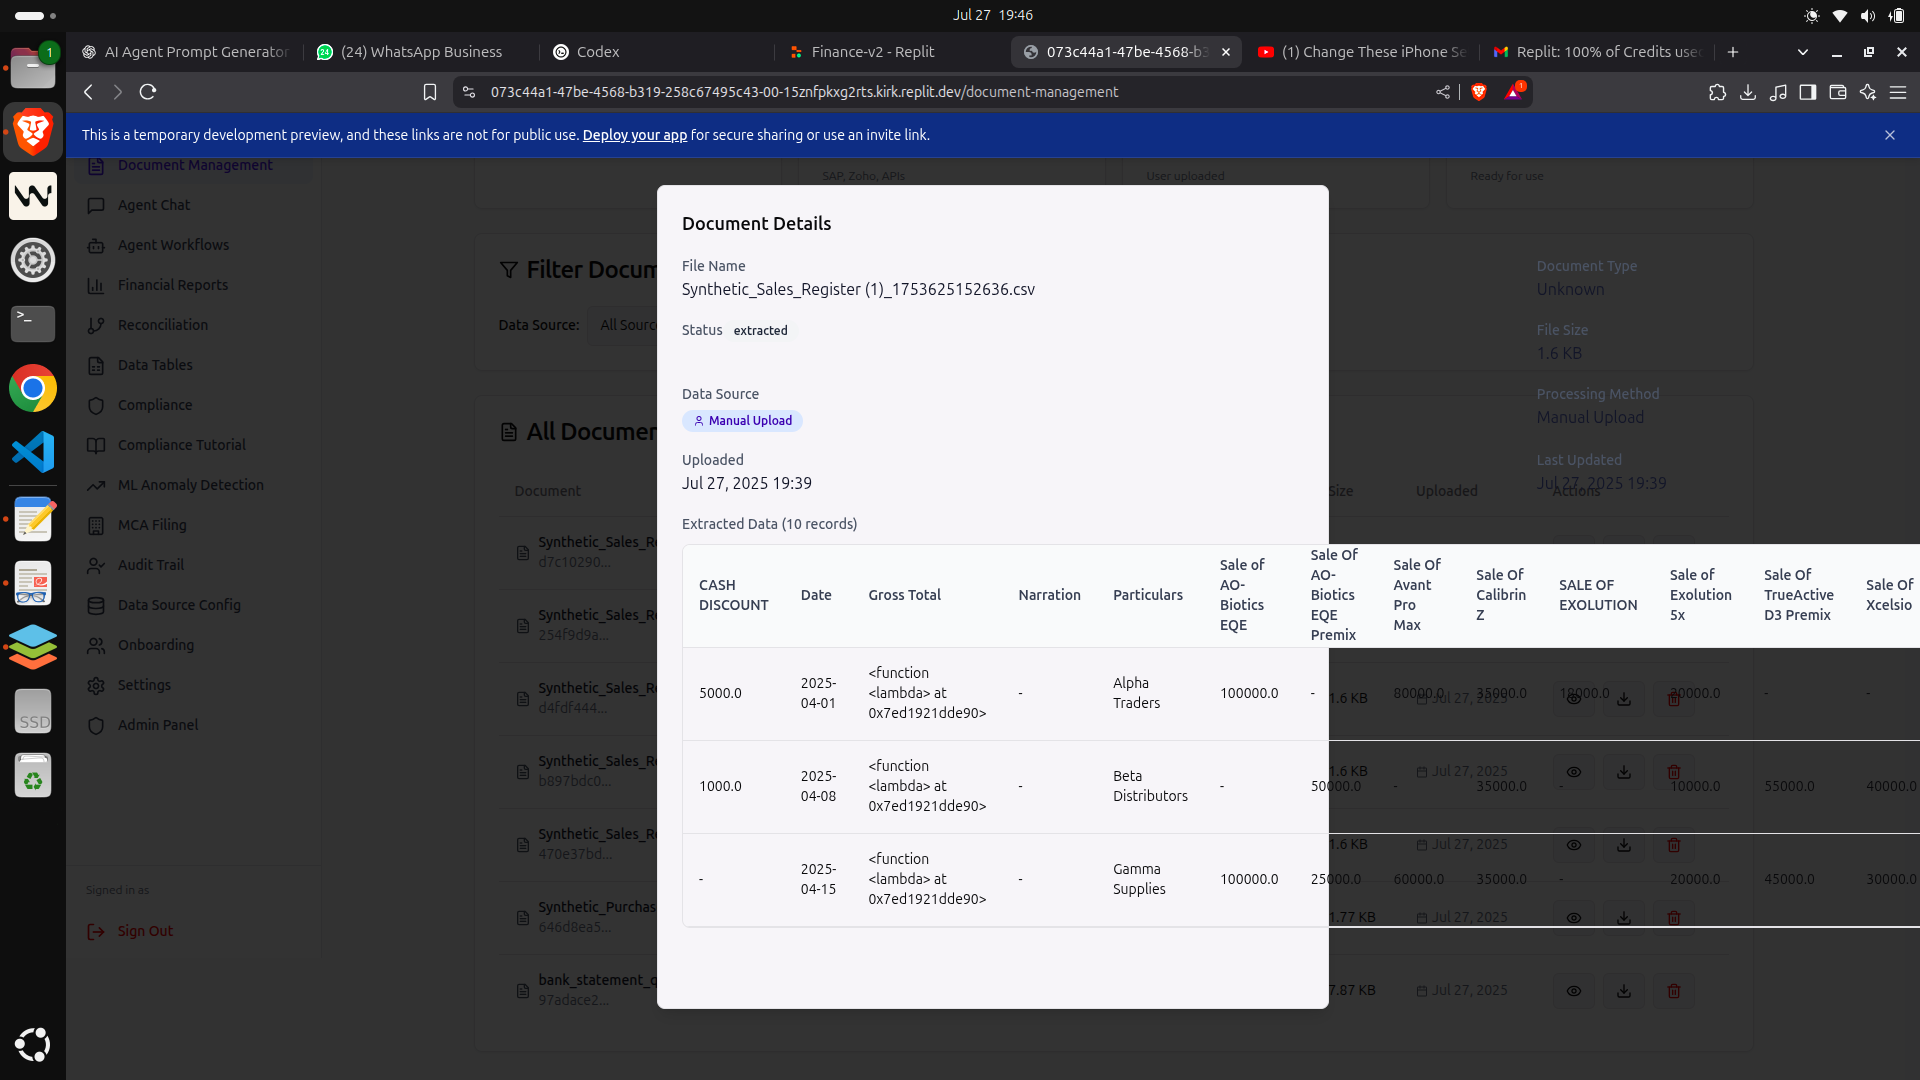 Jul 27 19:46
1
AI Agent Prompt Generator
(24) WhatsApp Business
Codex
Finance-v2 - Replit
073c44a1-47be-4568-b3
(1) Change These iPhone Se
Replit: 100% of Credits used
073c44a1-47be-4568-b319-258c67495c43-00-15znfpkxg2rts.kirk.replit.dev/document-management
1
This is a temporary development preview, and these links are not for public use. Deploy your app for secure sharing or use an invite link.
Document Management
Agent Chat
Agent Workflows
Financial Reports
Reconciliation
Data Tables
Compliance
Compliance Tutorial
ML Anomaly Detection
MCA Filing
Audit Trail
Data Source Config
Onboarding
Settings
Admin Panel
Signed in as
Sign Out
SSD
SAP, Zoho, APIs
User uploaded
Ready for use
Filter Docum
Data Source:
All Sourc
All Documen
Document
Size
Uploaded
Actions
Synthetic_Sales_Re
d7c10290...
Synthetic_Sales_Re
254f9d9a...
Synthetic_Sales_Re
d4fdf444...
1.6 KB
Jul 27, 2025
Synthetic_Sales_Re
b897bdc0...
1.6 KB
Jul 27, 2025
Synthetic_Sales_Re
470e37bd...
1.6 KB
Jul 27, 2025
Synthetic_Purchas
646d8ea5...
1.77 KB
Jul 27, 2025
bank_statement_q
97adace2...
7.87 KB
Jul 27, 2025
Document Details
File Name
Synthetic_Sales_Register (1)_1753625152636.csv
Document Type
Unknown
Status extracted
File Size
1.6 KB
Data Source
Manual Upload
Processing Method
Manual Upload
Uploaded
Jul 27, 2025 19:39
Last Updated
Jul 27, 2025 19:39
Extracted Data (10 records)
CASH DISCOUNT
Date
Gross Total
Narration
Particulars
Sale of AO-Biotics EQE
Sale Of AO-Biotics EQE Premix
Sale Of Avant Pro Max
Sale Of Calibrin Z
SALE OF EXOLUTION
Sale of Exolution 5x
Sale Of TrueActive D3 Premix
Sale Of Xcelsio
5000.0
2025-04-01
<function <lambda> at 0x7ed1921dde90>
-
Alpha Traders
100000.0
-
80000.0
35000.0
18000.0
20000.0
-
-
1000.0
2025-04-08
<function <lambda> at 0x7ed1921dde90>
-
Beta Distributors
-
50000.0
-
35000.0
-
10000.0
55000.0
40000.0
-
2025-04-15
<function <lambda> at 0x7ed1921dde90>
-
Gamma Supplies
100000.0
25000.0
60000.0
35000.0
-
20000.0
45000.0
30000.0